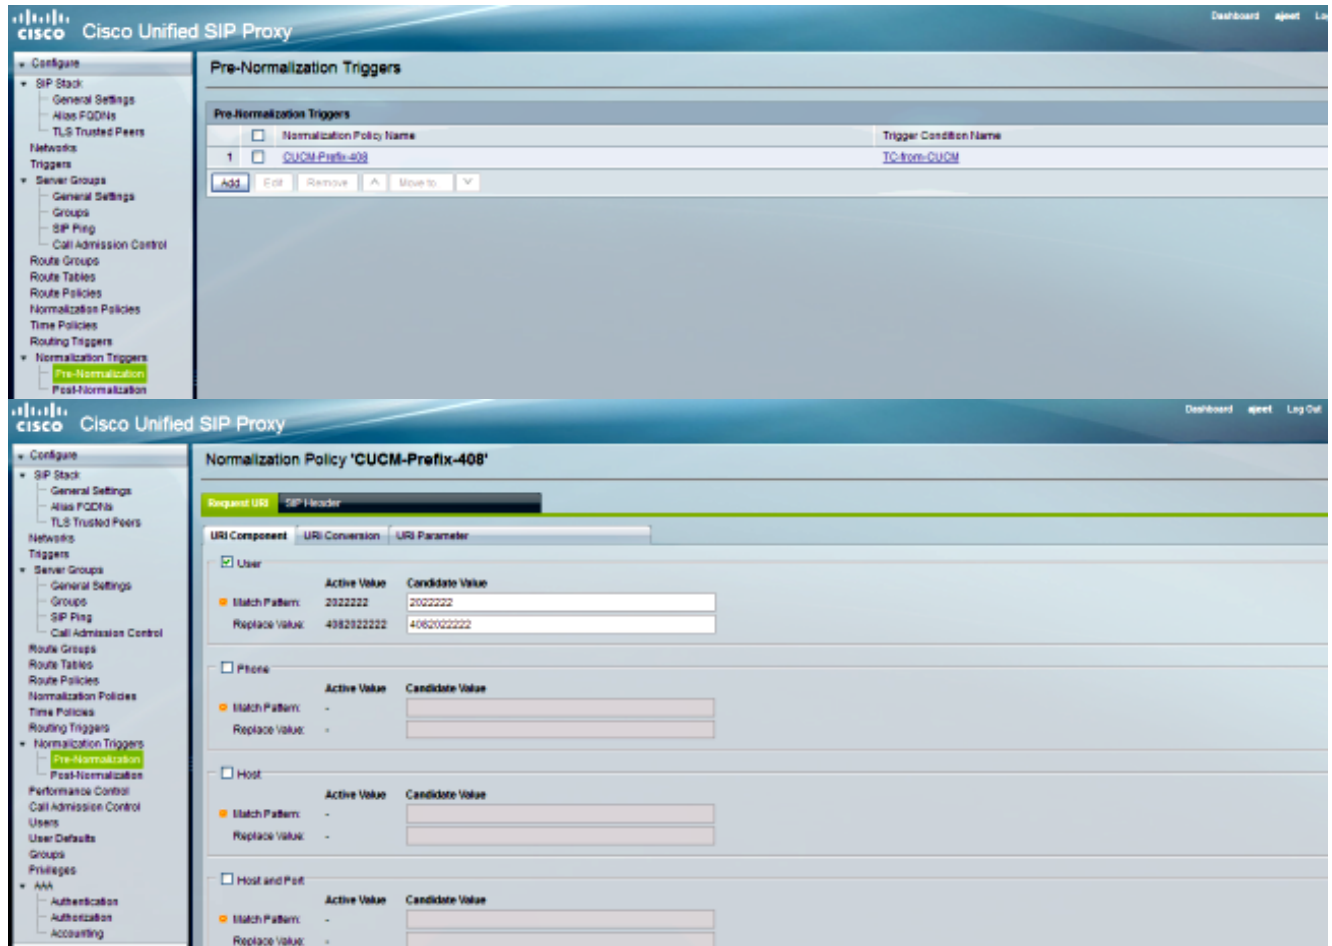 cisco Cisco Unified SIP Proxy Dashboard ajeet Lo
Configure
SIP Stack
General Settings
Alias FQDNs
TLS Trusted Peers
Networks
Triggers
Server Groups
General Settings
Groups
SIP Ping
Call Admission Control
Route Groups
Route Tables
Route Policies
Normalization Policies
Time Policies
Routing Triggers
Normalization Triggers
Pre-Normalization
Post-Normalization
Pre-Normalization Triggers
Pre-Normalization Triggers
Normalization Policy Name Trigger Condition Name
1 CUCM-Prefix-408 TC-from-CUCM
Add Edit Remove Move to
cisco Cisco Unified SIP Proxy Dashboard ajeet Log Out
Configure
SIP Stack
General Settings
Alias FQDNs
TLS Trusted Peers
Networks
Triggers
Server Groups
General Settings
Groups
SIP Ping
Call Admission Control
Route Groups
Route Tables
Route Policies
Normalization Policies
Time Policies
Routing Triggers
Normalization Triggers
Pre-Normalization
Post-Normalization
Performance Control
Call Admission Control
Users
User Defaults
Groups
Privileges
AAA
Authentication
Authorization
Accounting
Normalization Policy 'CUCM-Prefix-408'
Request URI SIP Header
URI Component URI Conversion URI Parameter
User
Active Value Candidate Value
Match Pattern: 2022222 2022222
Replace Value: 4082022222 4082022222
Phone
Active Value Candidate Value
Match Pattern: -
Replace Value: -
Host
Active Value Candidate Value
Match Pattern: -
Replace Value: -
Host and Port
Active Value Candidate Value
Match Pattern: -
Replace Value: -